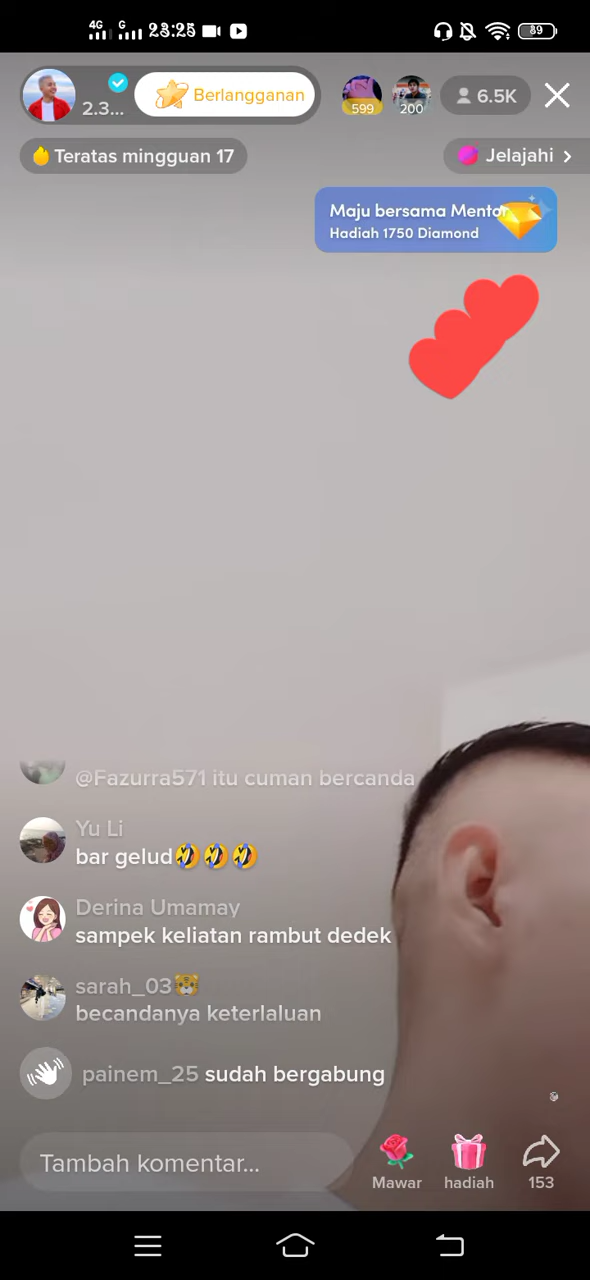 4G G 23:25 39
2.3... Berlangganan 599 200 6.5K
Teratas mingguan 17 Jelajahi
Maju bersama Mentor
Hadiah 1750 Diamond
@Fazurra571 itu cuman bercanda
Yu Li
bar gelud🤣🤣🤣
Derina Umamay
sampek keliatan rambut dedek
sarah_03🐯
becandanya keterlaluan
painem_25 sudah bergabung
Tambah komentar...
Mawar hadiah 153